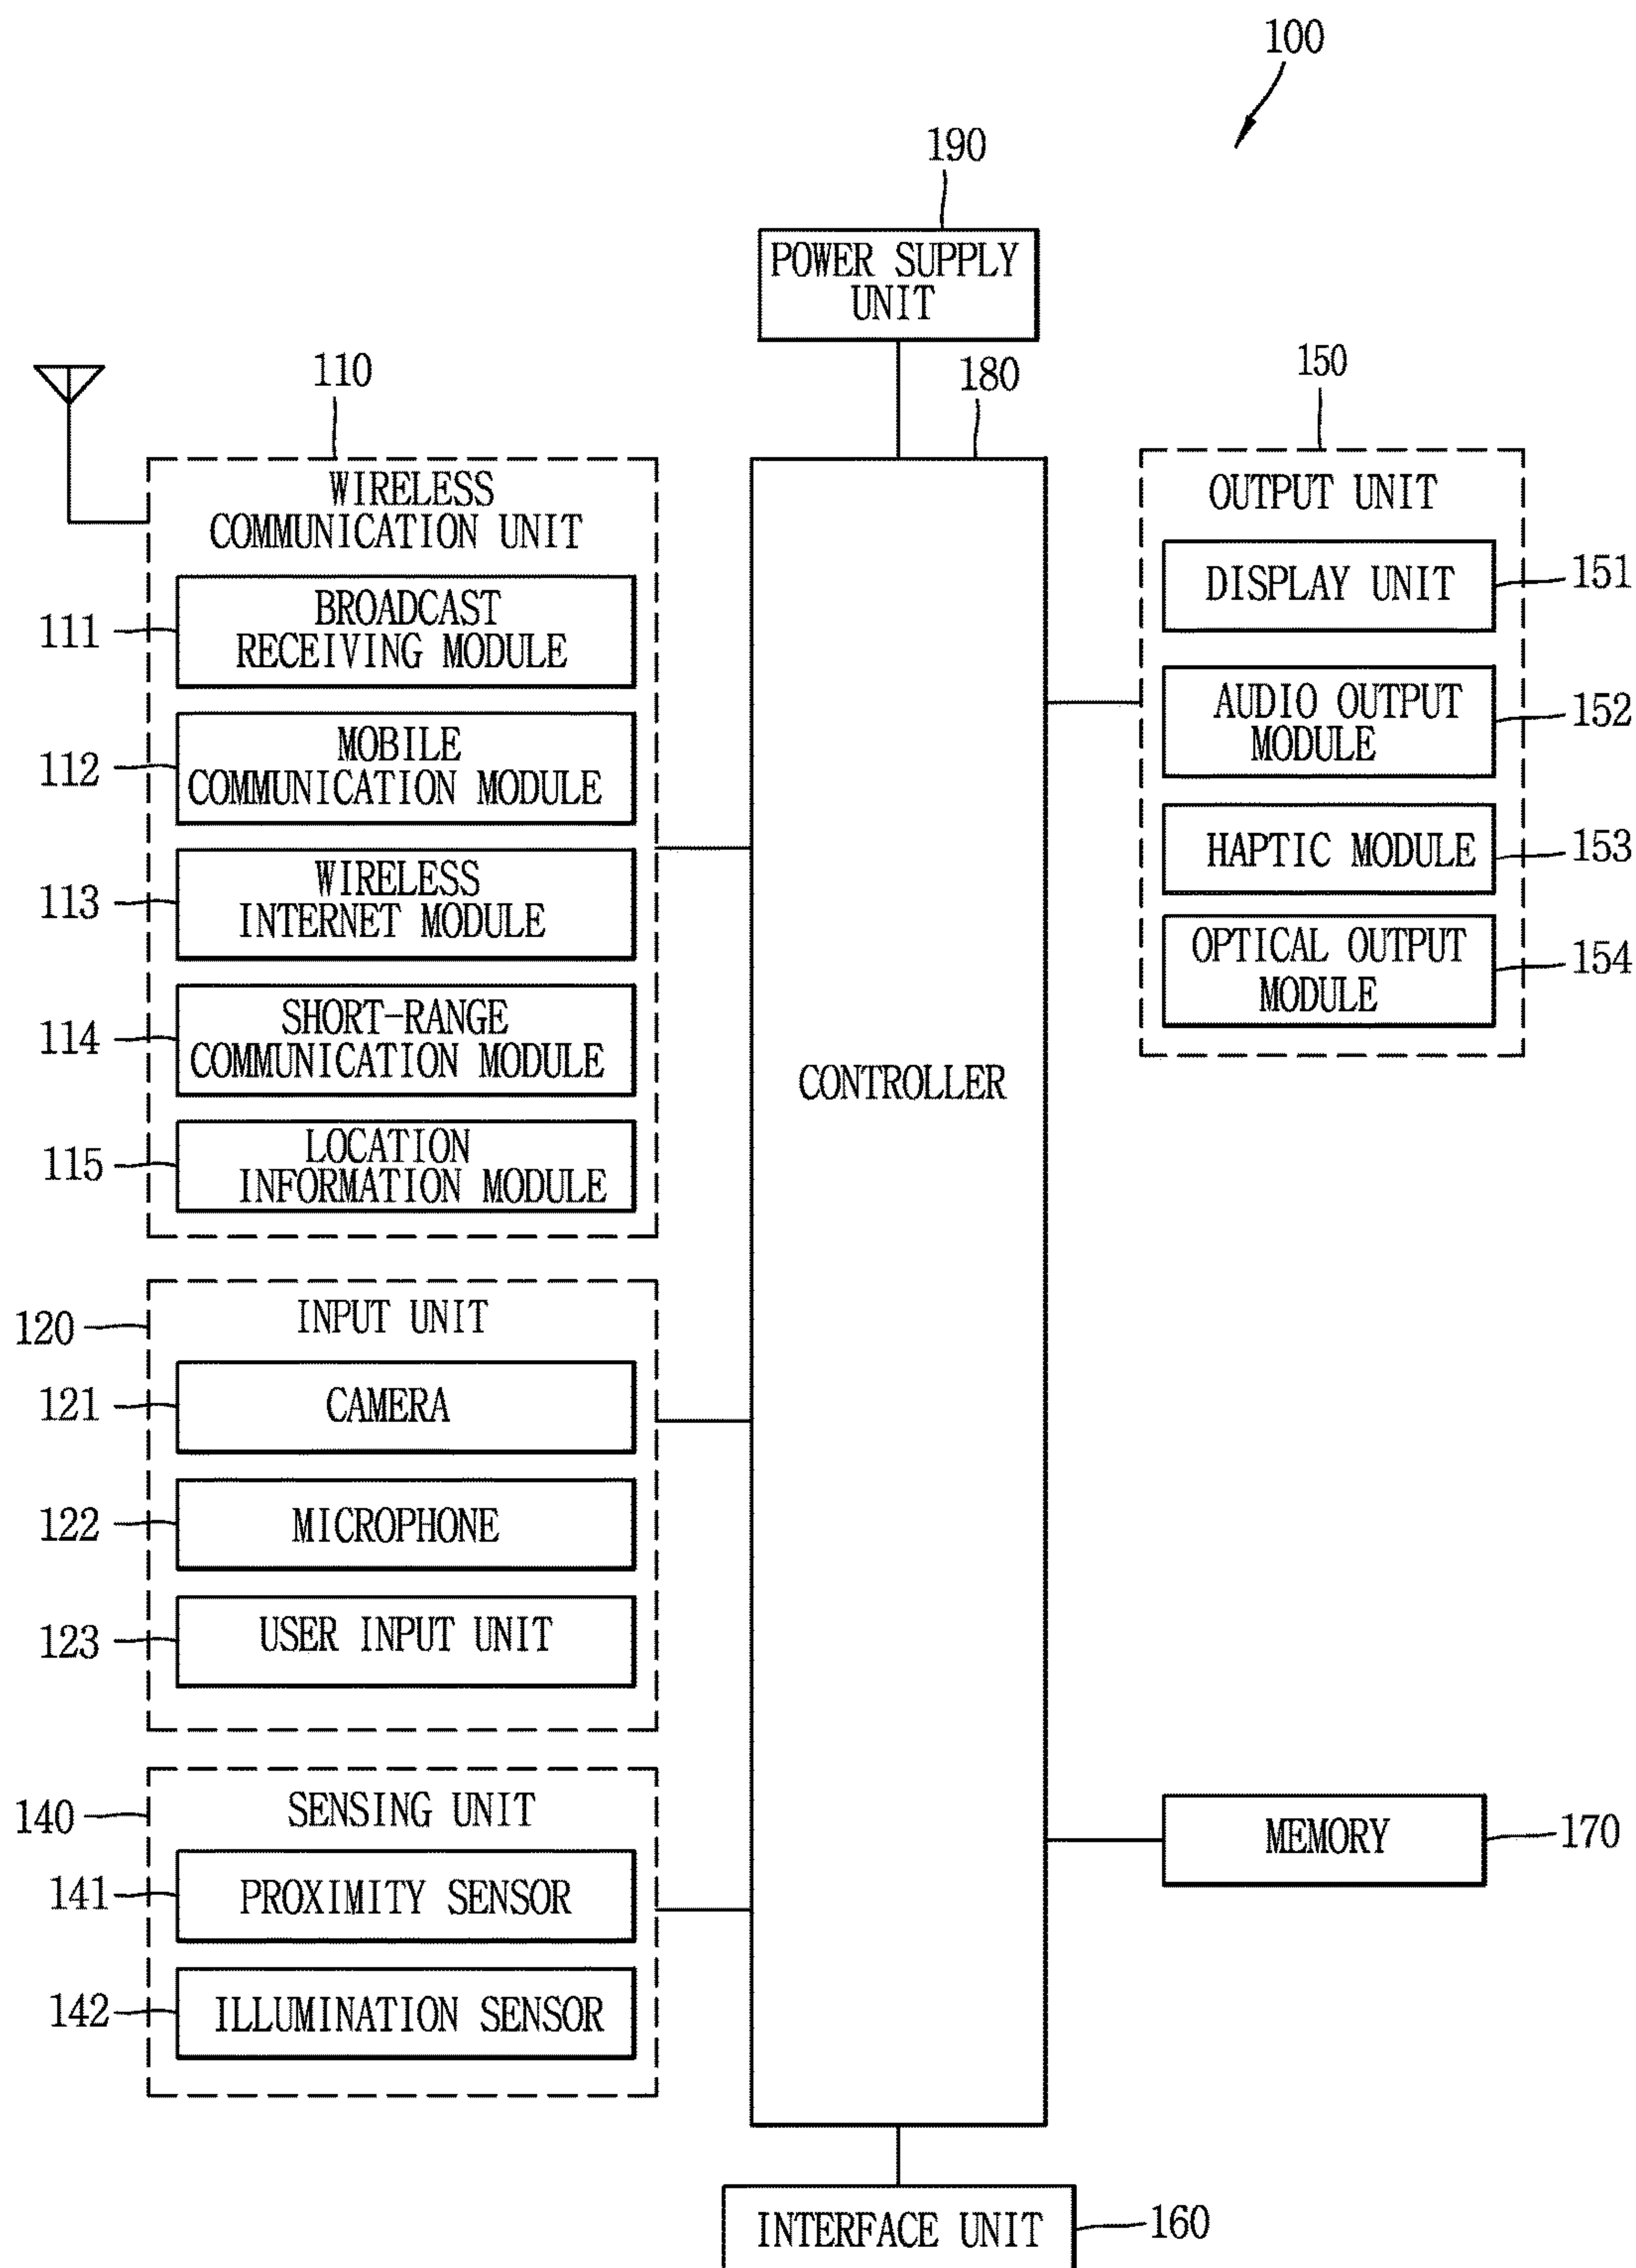 100
190
POWER SUPPLY
UNIT
110
180
150
WIRELESS
COMMUNICATION UNIT
111
BROADCAST
RECEIVING MODULE
112
MOBILE
COMMUNICATION MODULE
113
WIRELESS
INTERNET MODULE
114
SHORT-RANGE
COMMUNICATION MODULE
115
LOCATION
INFORMATION MODULE
120
INPUT UNIT
121
CAMERA
122
MICROPHONE
123
USER INPUT UNIT
140
SENSING UNIT
141
PROXIMITY SENSOR
142
ILLUMINATION SENSOR
CONTROLLER
OUTPUT UNIT
DISPLAY UNIT
151
AUDIO OUTPUT
MODULE
152
HAPTIC MODULE
153
OPTICAL OUTPUT
MODULE
154
MEMORY
170
INTERFACE UNIT
160